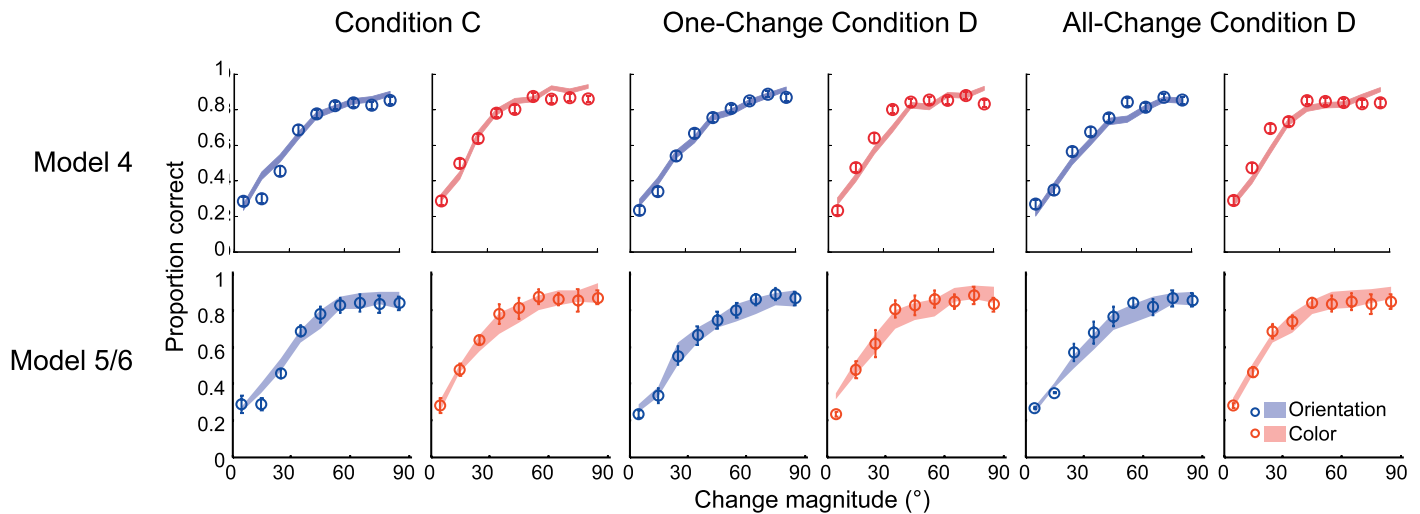 Condition C
One-Change Condition D
All-Change Condition D
Model 4
Model 5/6
Proportion correct
1
0.8
0.6
0.4
0.2
0
1
0.8
0.6
0.4
0.2
0
0 30 60 90
0 30 60 90
0 30 60 90
0 30 60 90
0 30 60 90
0 30 60 90
Change magnitude (°)
Orientation
Color